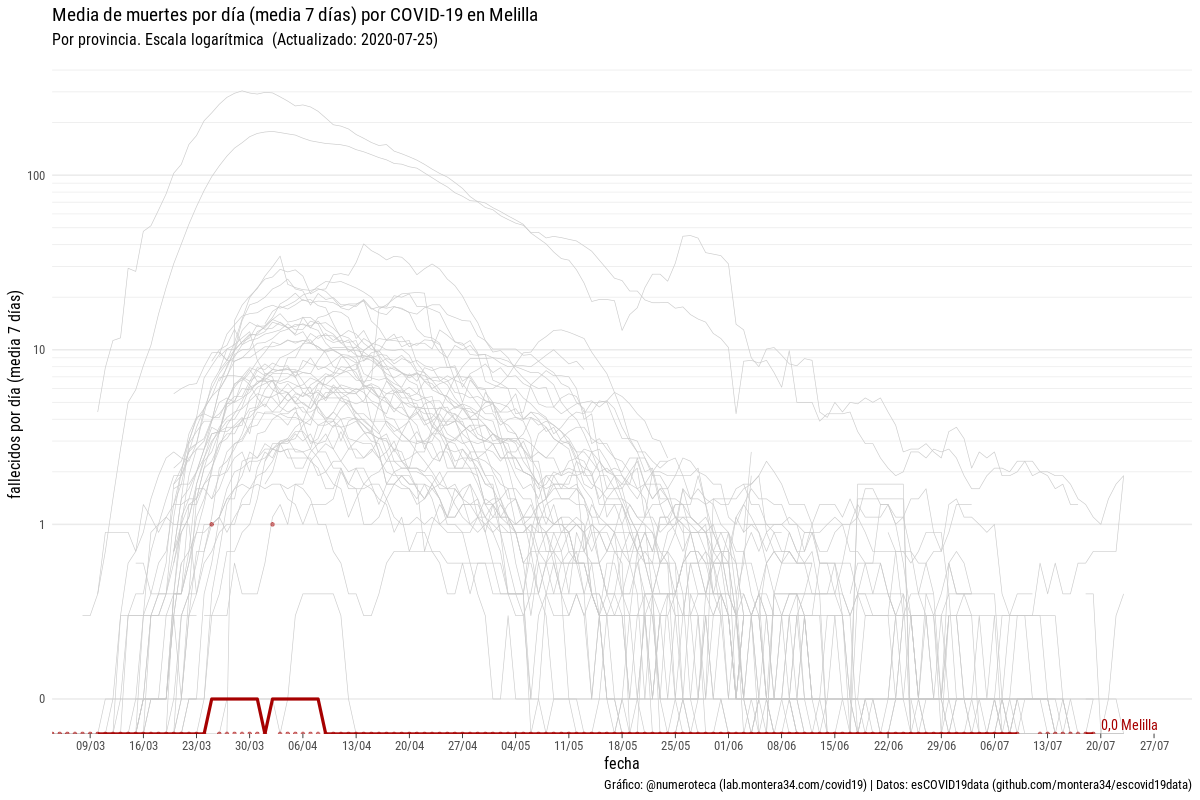 Media de muertes por día (media 7 días) por COVID-19 en Melilla
Por provincia. Escala logarítmica (Actualizado: 2020-07-25)
fallecidos por día (media 7 días)
100
10
1
0
0,0 Melilla
09/03 16/03 23/03 30/03 06/04 13/04 20/04 27/04 04/05 11/05 18/05 25/05 01/06 08/06 15/06 22/06 29/06 06/07 13/07 20/07 27/07
fecha
Gráfico: @numeroteca (lab.montera34.com/covid19) | Datos: esCOVID19data (github.com/montera34/escovid19data)